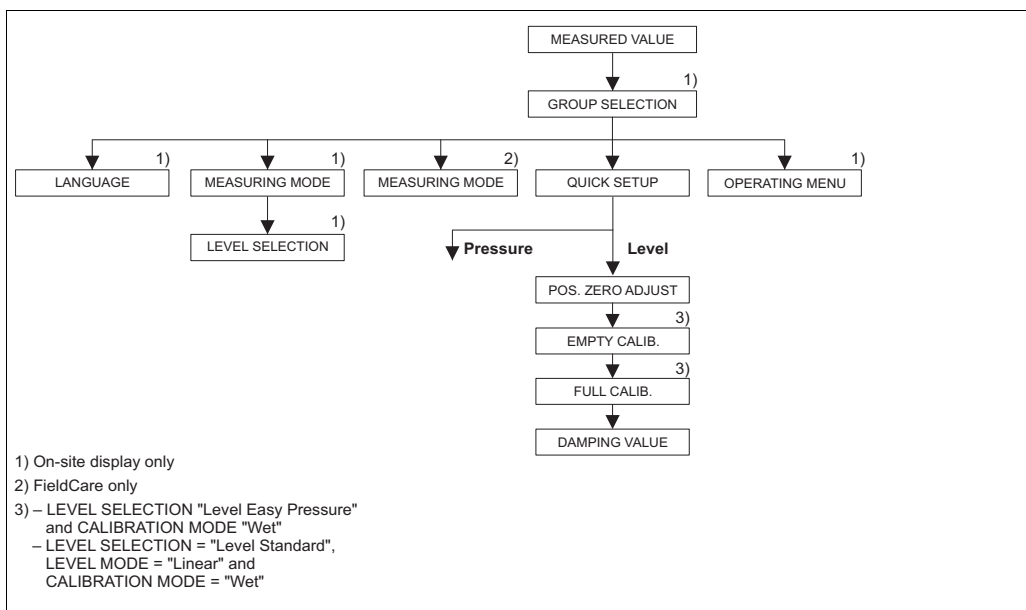 MEASURED VALUE
1)
GROUP SELECTION
1)
1)
2)
1)
LANGUAGE
MEASURING MODE
MEASURING MODE
QUICK SETUP
OPERATING MENU
1)
LEVEL SELECTION
Pressure
Level
POS. ZERO ADJUST
3)
EMPTY CALIB.
3)
FULL CALIB.
DAMPING VALUE
1) On-site display only
2) FieldCare only
3) – LEVEL SELECTION "Level Easy Pressure"
and CALIBRATION MODE "Wet"
– LEVEL SELECTION = "Level Standard",
LEVEL MODE = "Linear" and
CALIBRATION MODE = "Wet"